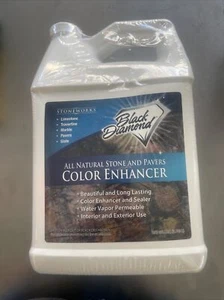 STONEWORKS
• Limestone
• Travertine
• Marble
• Pavers
• Slate
Black Diamond
ALL NATURAL STONE AND PAVERS
COLOR ENHANCER
• Beautiful and Long Lasting
• Color Enhancer and Sealer
• Water Vapor Permeable
• Interior and Exterior Use